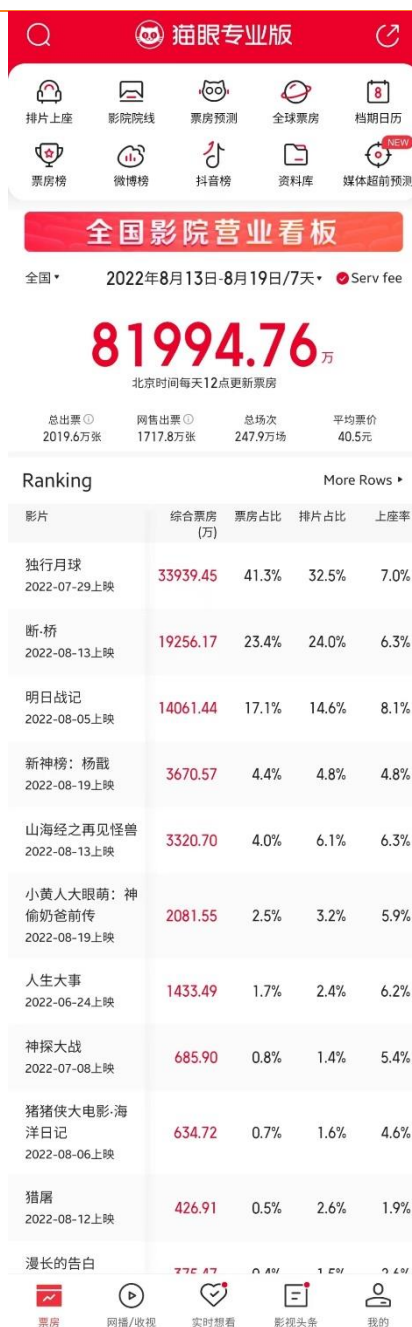 猫眼专业版
排片上座 影院院线 票房预测 全球票房 8 档期日历
NEW
票房榜 微博榜 抖音榜 资料库 媒体超前预测
全国影院营业看板
全国 2022年8月13日-8月19日/7天 Serv fee
81994.76万
北京时间每天12点更新票房
总出票 网售出票 总场次 平均票价
2019.6万张 1717.8万张 247.9万场 40.5元
Ranking More Rows
影片 综合票房 票房占比 排片占比 上座率
(万)
独行月球
2022-07-29上映
33939.45 41.3% 32.5% 7.0%
断·桥
2022-08-13上映
19256.17 23.4% 24.0% 6.3%
明日战记
2022-08-05上映
14061.44 17.1% 14.6% 8.1%
新神榜：杨戬
2022-08-19上映
3670.57 4.4% 4.8% 4.8%
山海经之再见怪兽
2022-08-13上映
3320.70 4.0% 6.1% 6.3%
小黄人大眼萌：神
偷奶爸前传
2022-08-19上映
2081.55 2.5% 3.2% 5.9%
人生大事
2022-06-24上映
1433.49 1.7% 2.4% 6.2%
神探大战
2022-07-08上映
685.90 0.8% 1.4% 5.4%
猪猪侠大电影·海
洋日记
2022-08-06上映
634.72 0.7% 1.6% 4.6%
猎屠
2022-08-12上映
426.91 0.5% 2.6% 1.9%
漫长的告白
票房 网播/收视 实时想看 影视头条 我的